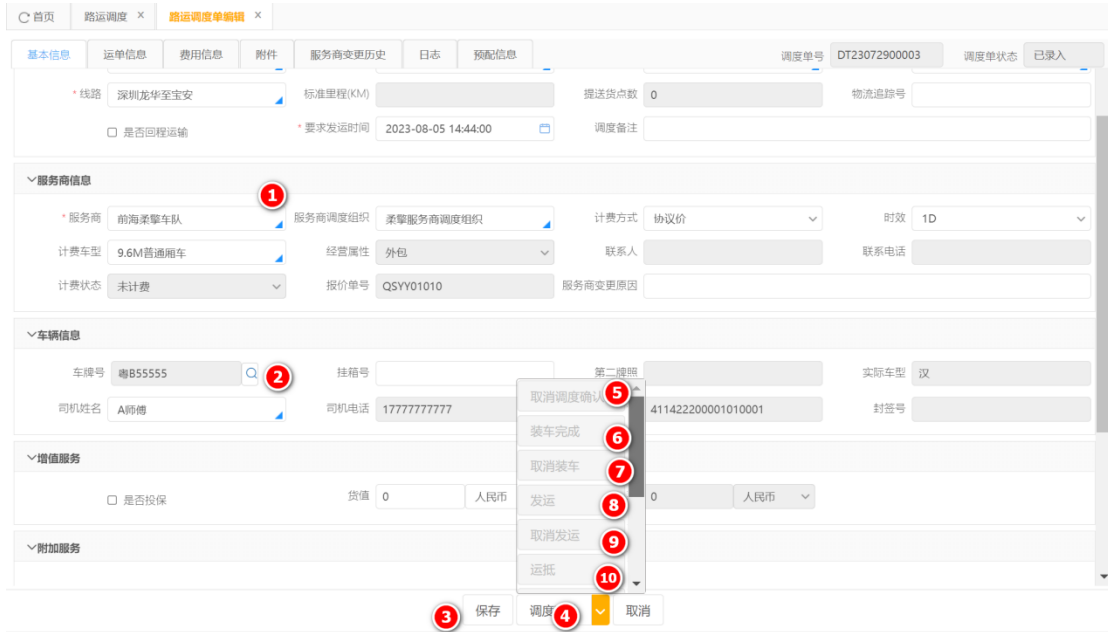 首页 路运调度 × 路运调度单编辑 ×
基本信息 运单信息 费用信息 附件 服务商变更历史 日志 预配信息 调度单号 DT23072900003 调度单状态 已录入
* 线路 深圳龙华至宝安 标准里程(KM) 提送货点数 0 物流追踪号
是否回程运输 * 要求发运时间 2023-08-05 14:44:00 调度备注
服务商信息
1
* 服务商 前海柔擎车队 服务商调度组织 柔擎服务商调度组织 计费方式 协议价 时效 1D
计费车型 9.6M普通厢车 经营属性 外包 联系人 联系电话
计费状态 未计费 报价单号 QSYY01010 服务商变更原因
车辆信息
车牌号 粤B55555 2 挂箱号 第二牌照 实际车型 汉
取消调度确认 5
司机姓名 A师傅 司机电话 17777777777 411422200001010001 封签号
装车完成 6
增值服务
取消装车 7
是否投保 货值 0 人民币 0 人民币
发运 8
取消发运 9
附加服务
运抵 10
3 保存 调度 4 取消